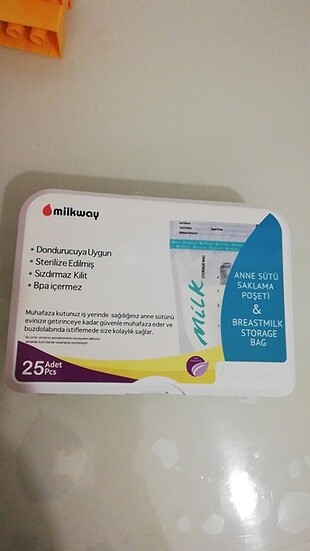 milkway
• Dondurucuya Uygun
• Sterilize Edilmiş
• Sızdırmaz Kilit
• Bpa içermez
Muhafaza kutunuz iş yerinde sağdığınız anne sütünü
evinize getirinceye kadar güvenle muhafaza eder ve
buzdolabında istiflemede size kolaylık sağlar.
25 Adet
Pcs
milk
STORAGE BAG
ANNE SÜTÜ
SAKLAMA
POŞETİ
&
BREASTMILK
STORAGE
BAG